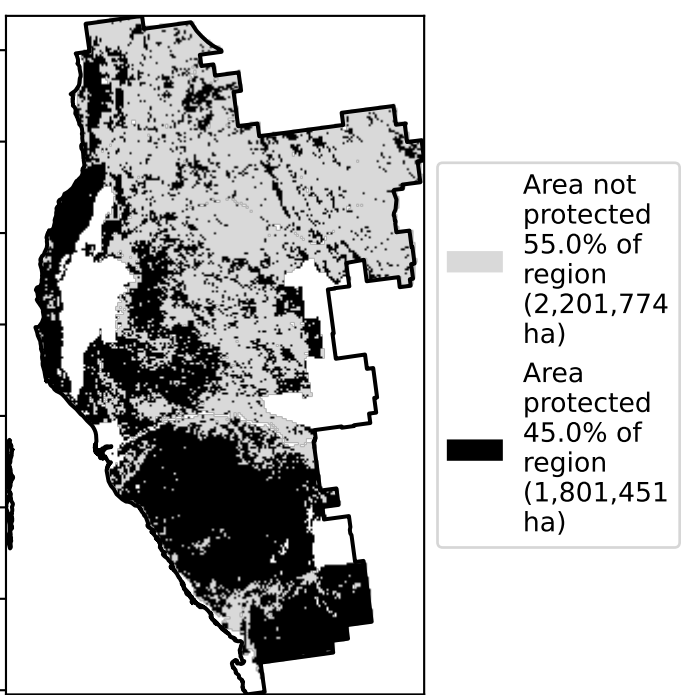 Area not
protected
55.0% of
region
(2,201,774
ha)
Area
protected
45.0% of
region
(1,801,451
ha)